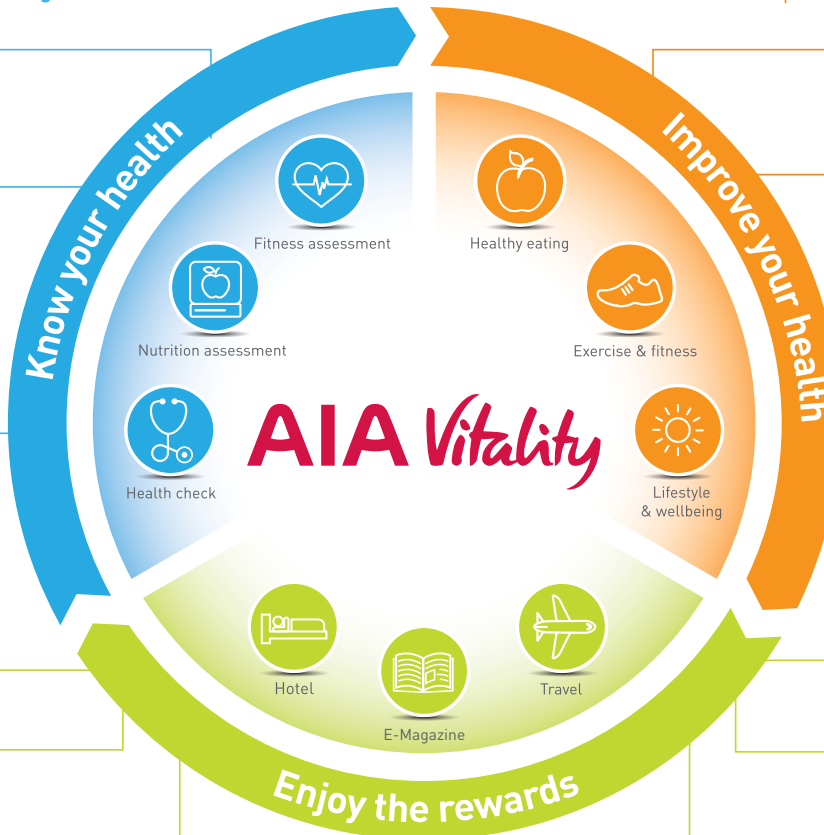 Know your health
Improve your health
Fitness assessment
Healthy eating
Nutrition assessment
Exercise & fitness
AIA Vitality
Health check
Lifestyle
& wellbeing
Hotel
Travel
E-Magazine
Enjoy the rewards